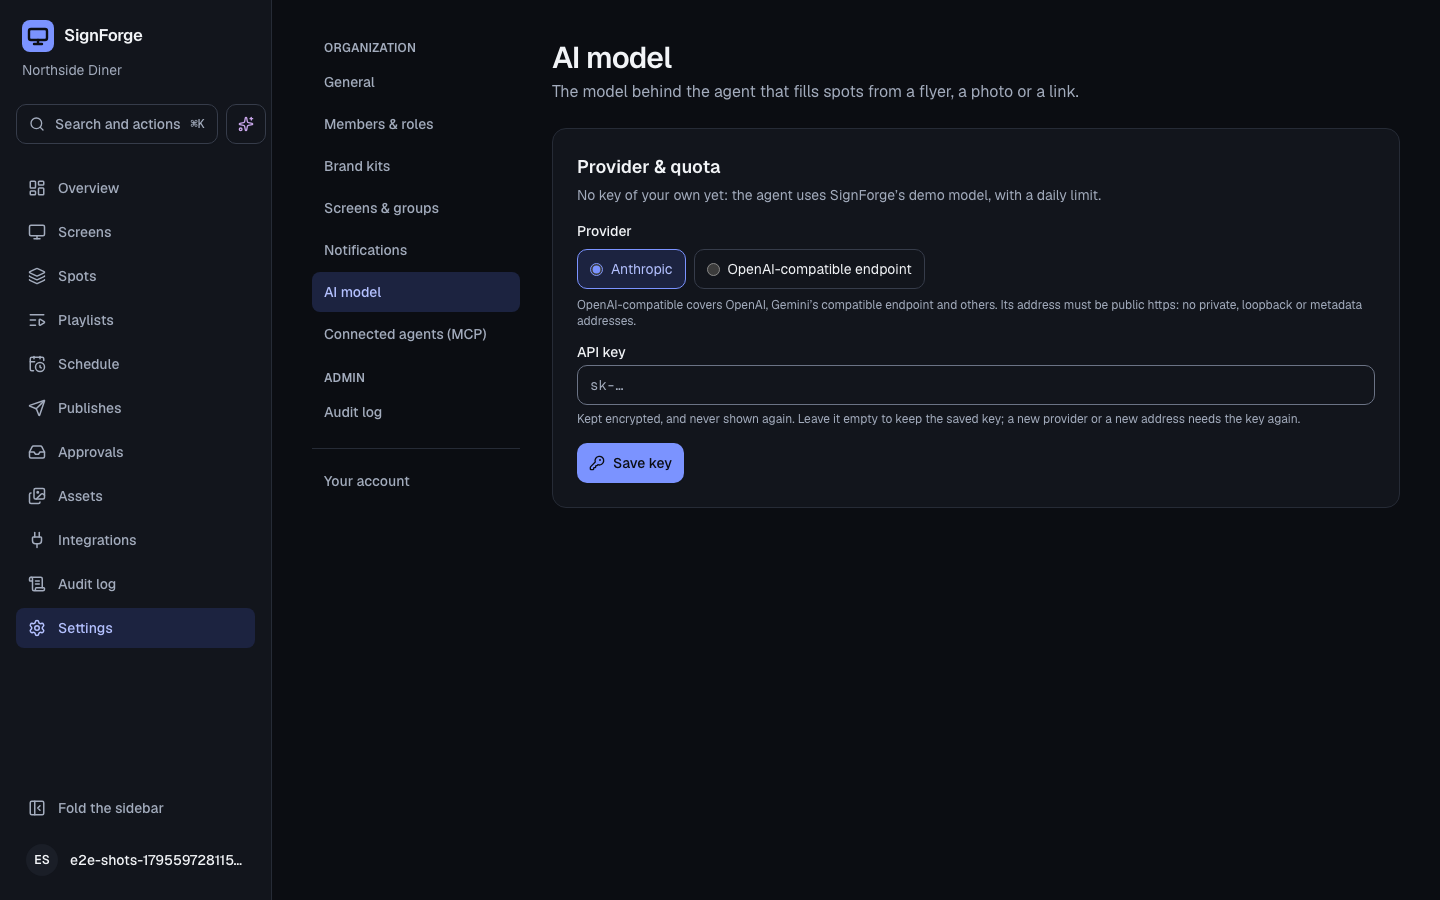 SignForge
Northside Diner
Search and actions ⌘K
Overview
Screens
Spots
Playlists
Schedule
Publishes
Approvals
Assets
Integrations
Audit log
Settings
Fold the sidebar
ES
e2e-shots-179559728115…
ORGANIZATION
General
Members & roles
Brand kits
Screens & groups
Notifications
AI model
Connected agents (MCP)
ADMIN
Audit log
Your account
AI model
The model behind the agent that fills spots from a flyer, a photo or a link.
Provider & quota
No key of your own yet: the agent uses SignForge's demo model, with a daily limit.
Provider
Anthropic
OpenAI-compatible endpoint
OpenAI-compatible covers OpenAI, Gemini's compatible endpoint and others. Its address must be public https: no private, loopback or metadata
addresses.
API key
sk-…
Kept encrypted, and never shown again. Leave it empty to keep the saved key; a new provider or a new address needs the key again.
Save key